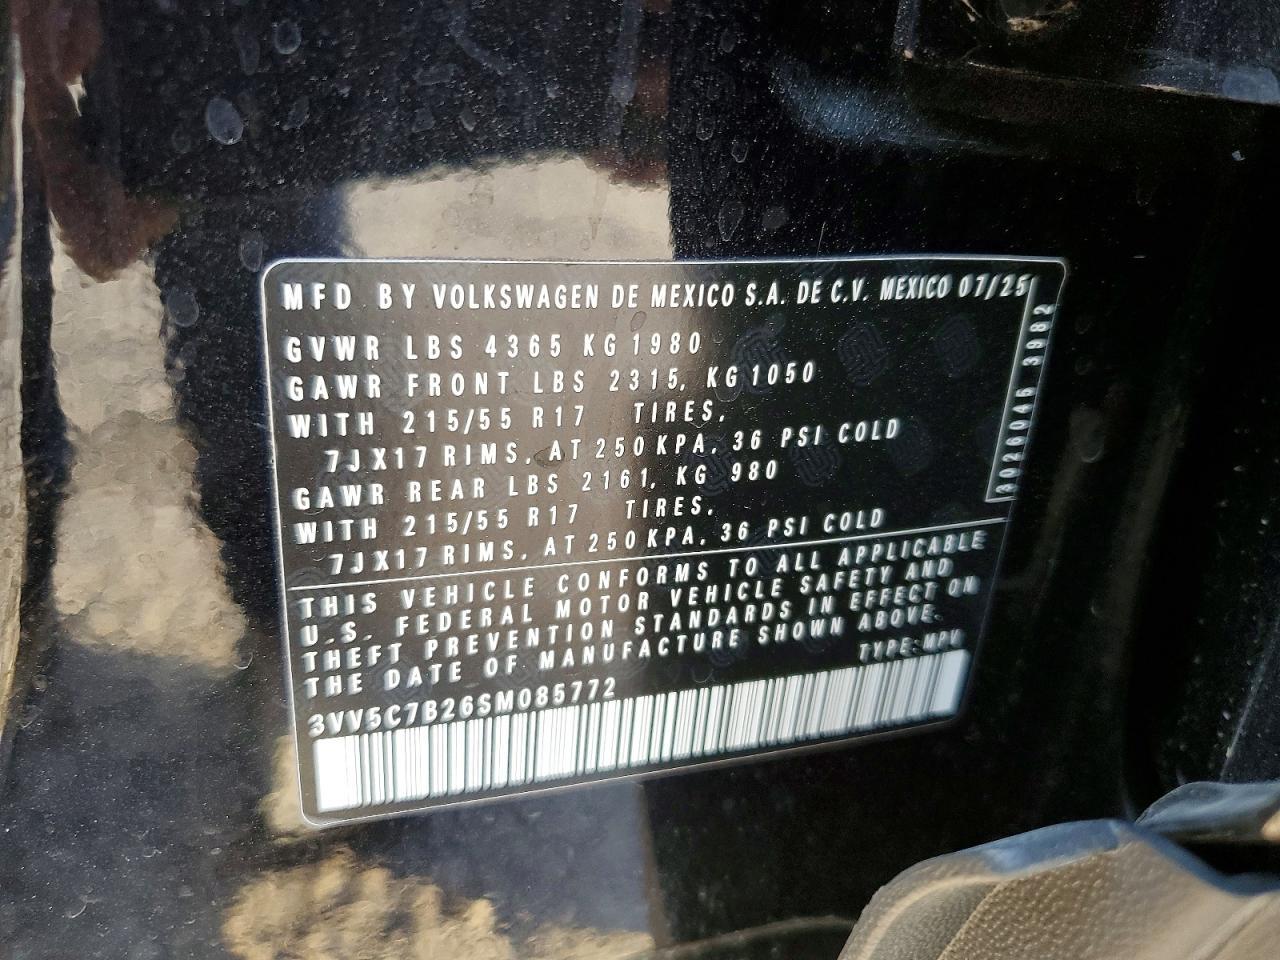 MFD BY VOLKSWAGEN DE MEXICO S.A. DE C.V. MEXICO 07/25
GVWR LBS 4365 KG 1980
GAWR FRONT LBS 2315, KG 1050
WITH 215/55 R17 TIRES,
7JX17 RIMS, AT 250 KPA, 36 PSI COLD
GAWR REAR LBS 2161, KG 980
WITH 215/55 R17 TIRES,
7JX17 RIMS, AT 250 KPA, 36 PSI COLD
3026046 3982
THIS VEHICLE CONFORMS TO ALL APPLICABLE
U.S. FEDERAL MOTOR VEHICLE SAFETY AND
THEFT PREVENTION STANDARDS IN EFFECT ON
THE DATE OF MANUFACTURE SHOWN ABOVE.
TYPE: MPV
3VV5C7B26SM085772